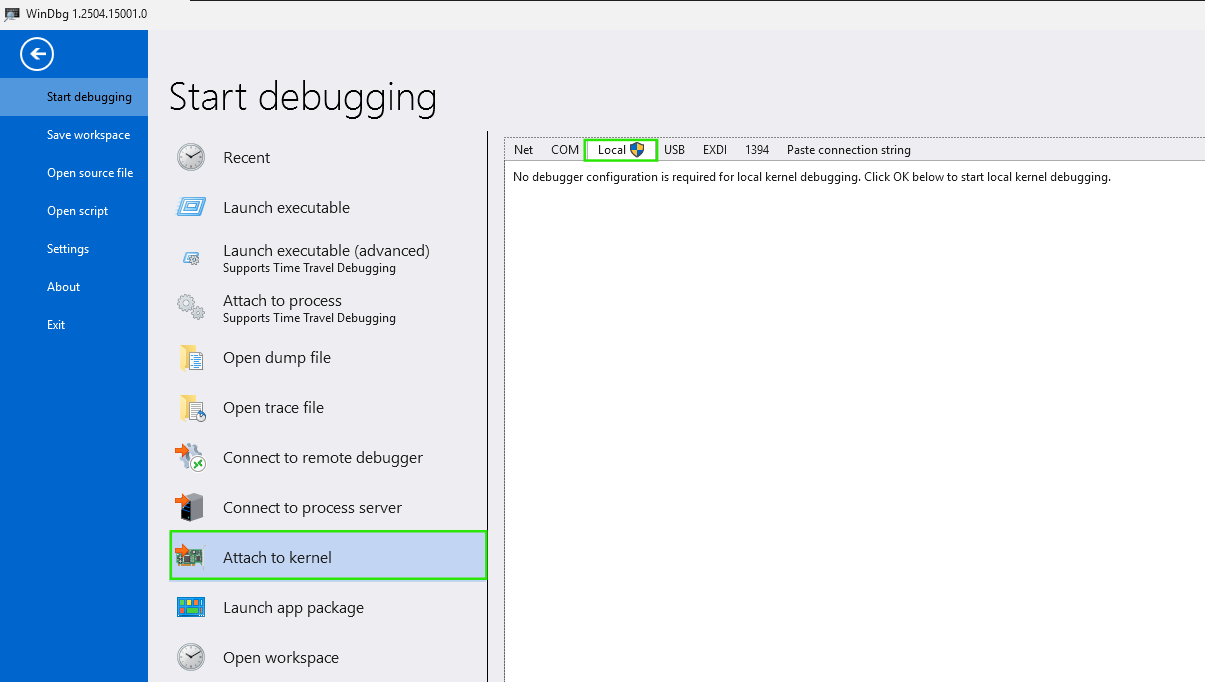 WinDbg 1.2504.15001.0
Start debugging
Save workspace
Open source file
Open script
Settings
About
Exit
Start debugging
Recent
Launch executable
Launch executable (advanced)
Supports Time Travel Debugging
Attach to process
Supports Time Travel Debugging
Open dump file
Open trace file
Connect to remote debugger
Connect to process server
Attach to kernel
Launch app package
Open workspace
Net COM Local USB EXDI 1394 Paste connection string
No debugger configuration is required for local kernel debugging. Click OK below to start local kernel debugging.